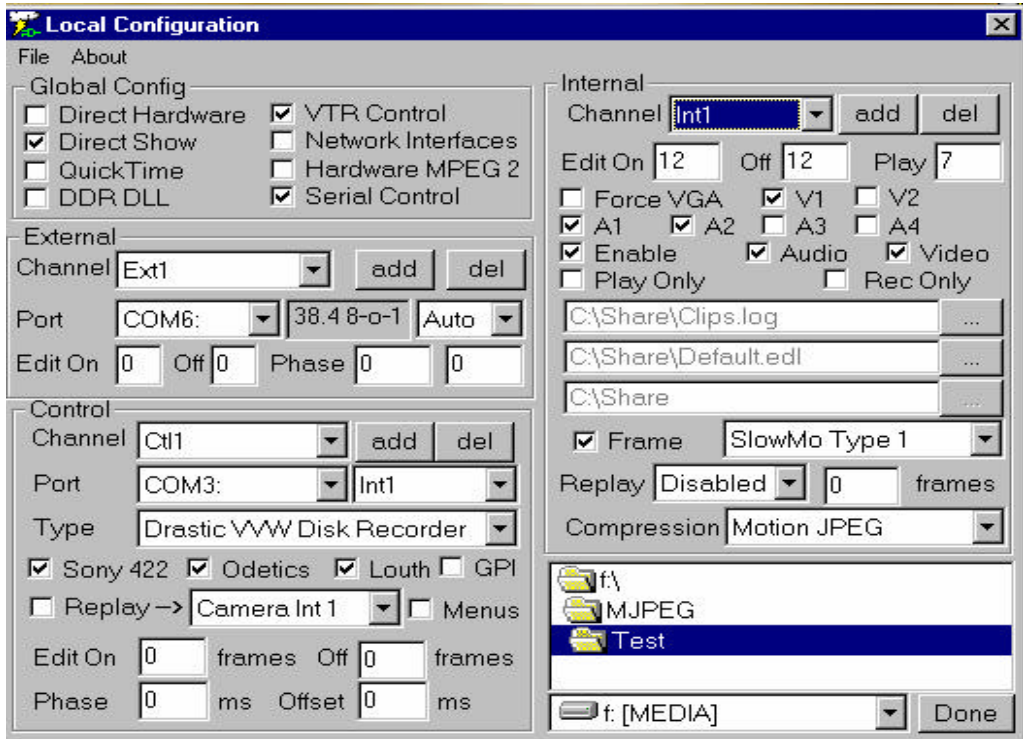 Local Configuration
File About
Global Config
Direct Hardware VTR Control
Direct Show Network Interfaces
QuickTime Hardware MPEG 2
DDR DLL Serial Control
External
Channel Ext1 add del
Port COM6: 38.4 8-o-1 Auto
Edit On 0 Off 0 Phase 0 0
Control
Channel Ctl1 add del
Port COM3: Int1
Type Drastic VVW Disk Recorder
Sony 422 Odetics Louth GPI
Replay --> Camera Int 1 Menus
Edit On 0 frames Off 0 frames
Phase 0 ms Offset 0 ms
Internal
Channel Int1 add del
Edit On 12 Off 12 Play 7
Force VGA V1 V2
A1 A2 A3 A4
Enable Audio Video
Play Only Rec Only
C:\Share\Clips.log ...
C:\Share\Default.edl ...
C:\Share ...
Frame SlowMo Type 1
Replay Disabled 0 frames
Compression Motion JPEG
f:\
MJPEG
Test
f: [MEDIA] Done